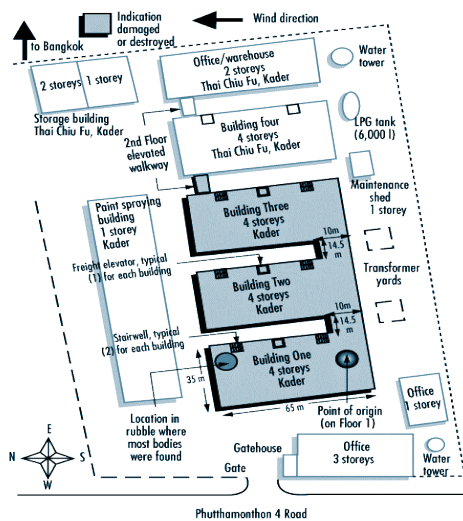 Indication
damaged
or destroyed
Wind direction
to Bangkok
2 storeys
1 storey
Storage building
Thai Chiu Fu, Kader
Office/warehouse
2 storeys
Thai Chiu Fu, Kader
Water
tower
Building four
4 storeys
Thai Chiu Fu, Kader
LPG tank
(6,000 l)
2nd Floor
elevated
walkway
Maintenance
shed
1 storey
Paint spraying
building
1 storey
Kader
Building Three
4 storeys
Kader
10m
14.5
m
Freight elevator, typical
(1) for each building
Transformer
yards
Building Two
4 storeys
Kader
10m
14.5
m
Stairwell, typical
(2) for each building
Building One
4 storeys
Kader
35 m
65 m
Location in
rubble where
most bodies
were found
Point of origin
(on Floor 1)
Office
1 storey
E
N
S
W
Gatehouse
Gate
Office
3 storeys
Water
tower
Phutthamonthon 4 Road